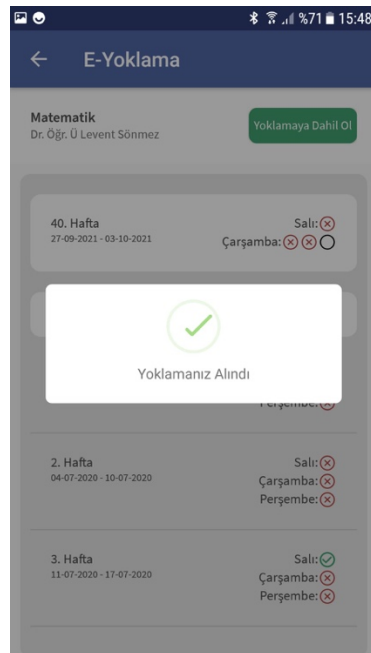 %71 15:48
E-Yoklama
Matematik
Dr. Öğr. Ü Levent Sönmez
Yoklamaya Dahil Ol
40. Hafta
27-09-2021 - 03-10-2021
Salı:
Çarşamba:
Yoklamanız Alındı
Perşembe:
2. Hafta
04-07-2020 - 10-07-2020
Salı:
Çarşamba:
Perşembe:
3. Hafta
11-07-2020 - 17-07-2020
Salı:
Çarşamba:
Perşembe: